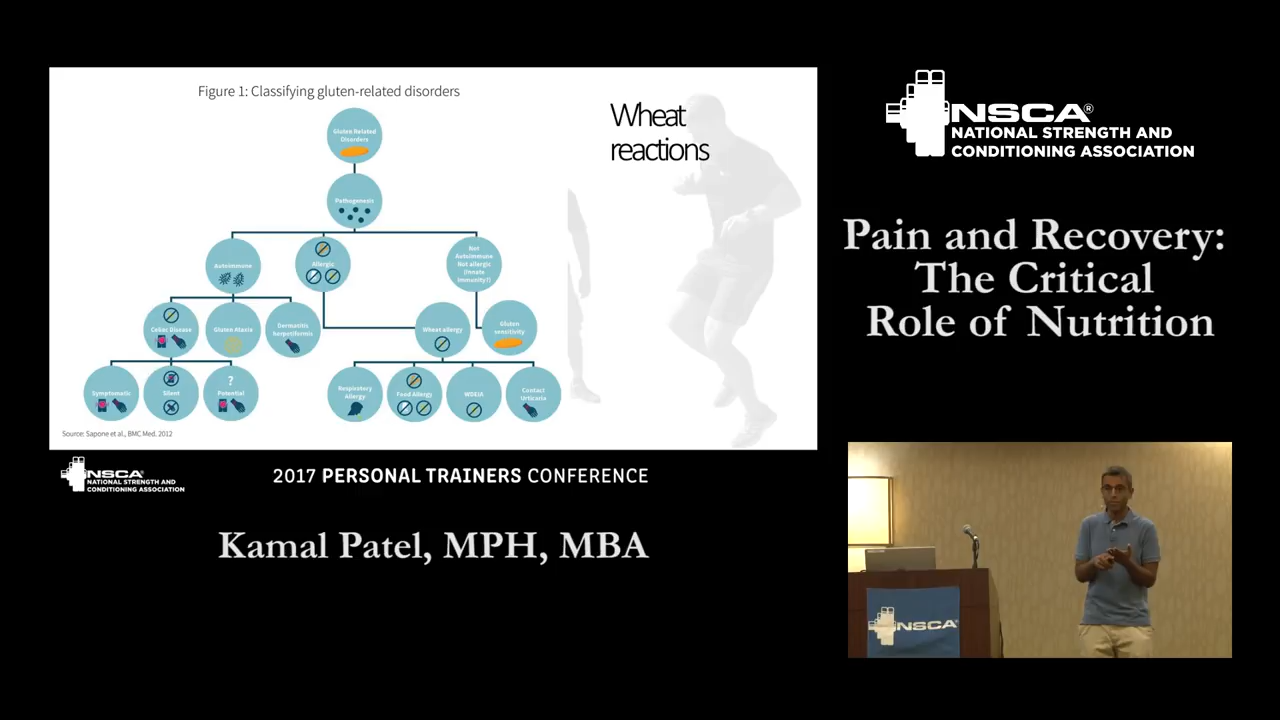 Figure 1: Classifying gluten-related disorders
Wheat
reactions
Gluten Related
Disorders
Pathogenesis
Autoimmune
Allergic
Not
Autoimmune
Not allergic
(Innate
immunity?)
Celiac Disease
Gluten Ataxia
Dermatitis
herpetiformis
Wheat allergy
Gluten
sensitivity
Symptomatic
Silent
?
Potential
Respiratory
Allergy
Food Allergy
WDEIA
Contact
Urticaria
Source: Sapone et al., BMC Med, 2012
NSCA®
NATIONAL STRENGTH AND
CONDITIONING ASSOCIATION
2017 PERSONAL TRAINERS CONFERENCE
Kamal Patel, MPH, MBA
NSCA®
NATIONAL STRENGTH AND
CONDITIONING ASSOCIATION
Pain and Recovery:
The Critical
Role of Nutrition
NSCA